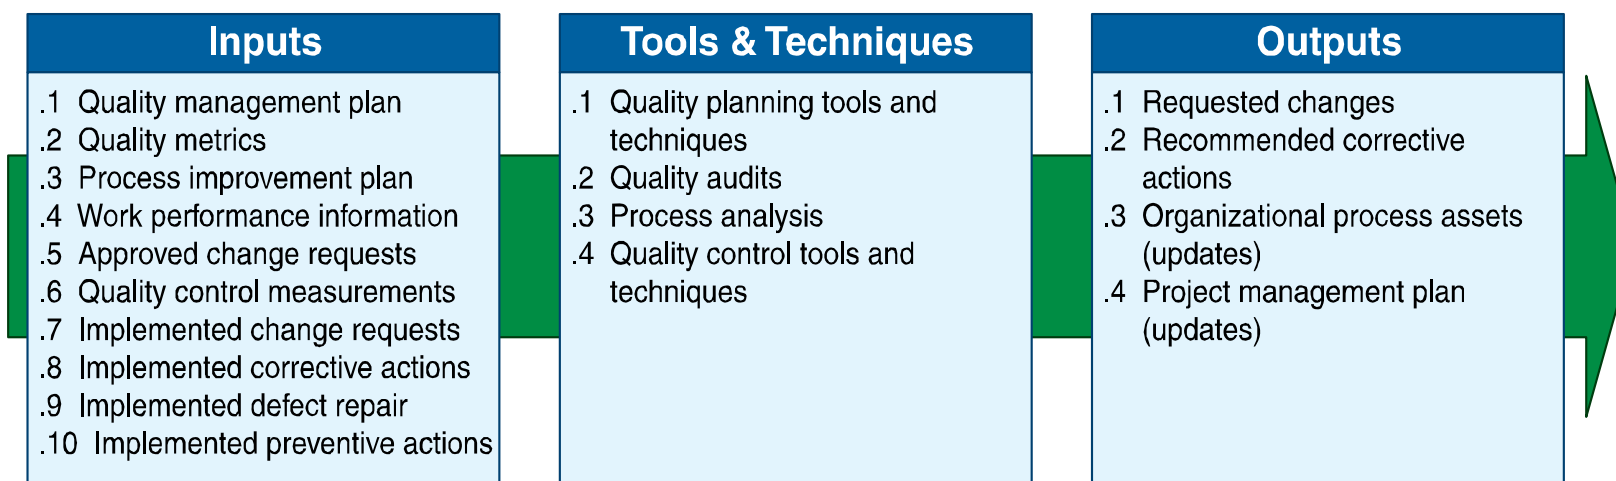 Inputs
.1 Quality management plan
.2 Quality metrics
.3 Process improvement plan
.4 Work performance information
.5 Approved change requests
.6 Quality control measurements
.7 Implemented change requests
.8 Implemented corrective actions
.9 Implemented defect repair
.10 Implemented preventive actions
Tools & Techniques
.1 Quality planning tools and
techniques
.2 Quality audits
.3 Process analysis
.4 Quality control tools and
techniques
Outputs
.1 Requested changes
.2 Recommended corrective
actions
.3 Organizational process assets
(updates)
.4 Project management plan
(updates)